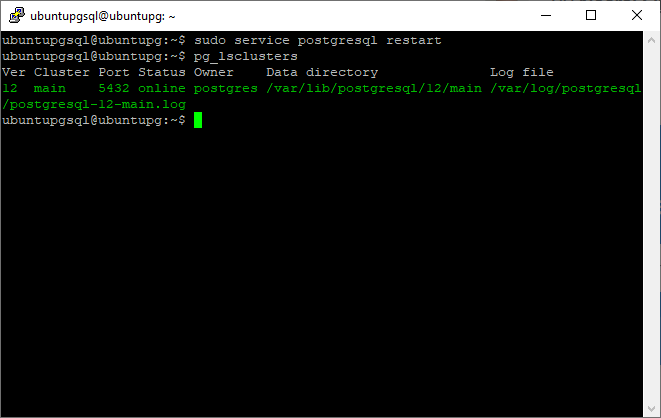 ubuntupgsql@ubuntupg: ~
ubuntupgsql@ubuntupg:~$ sudo service postgresql restart
ubuntupgsql@ubuntupg:~$ pg_lsclusters
Ver Cluster Port Status Owner    Data directory              Log file
12  main    5432 online postgres /var/lib/postgresql/12/main /var/log/postgresql
/postgresql-12-main.log
ubuntupgsql@ubuntupg:~$